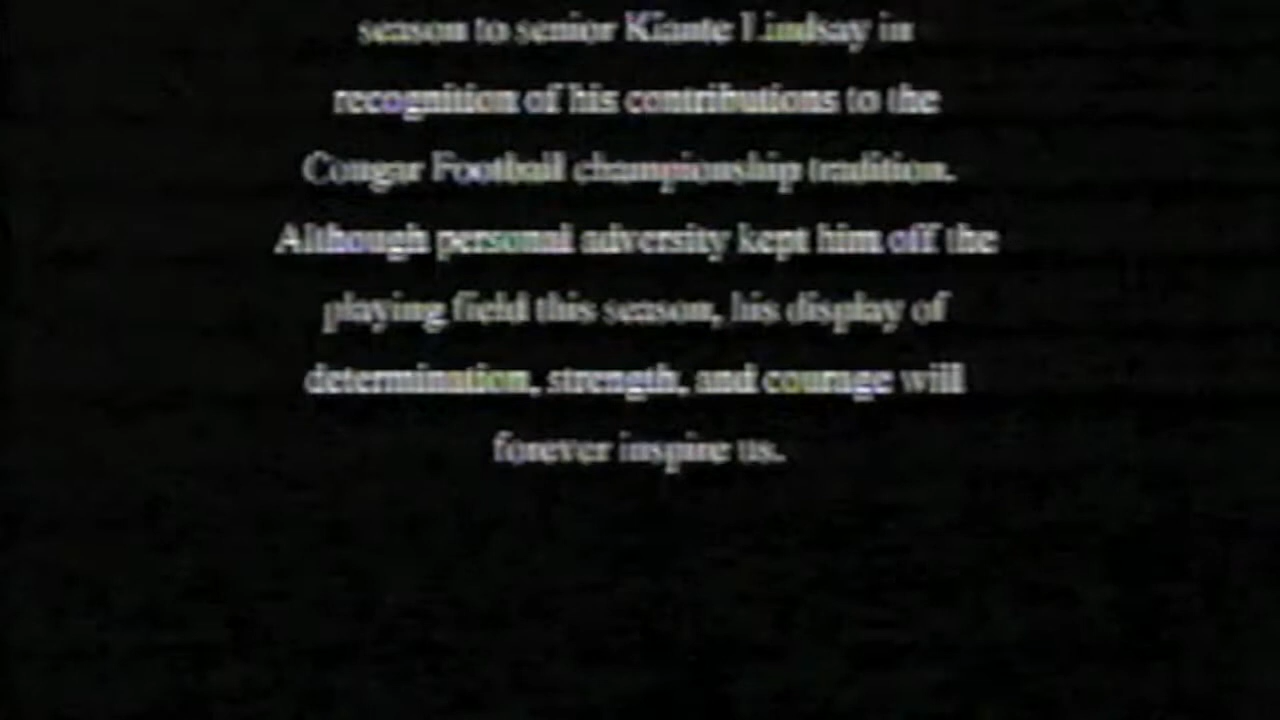 season to senior Kiante Lindsay in
recognition of his contributions to the
Cougar Football championship tradition.
Although personal adversity kept him off the
playing field this season, his display of
determination, strength, and courage will
forever inspire us.